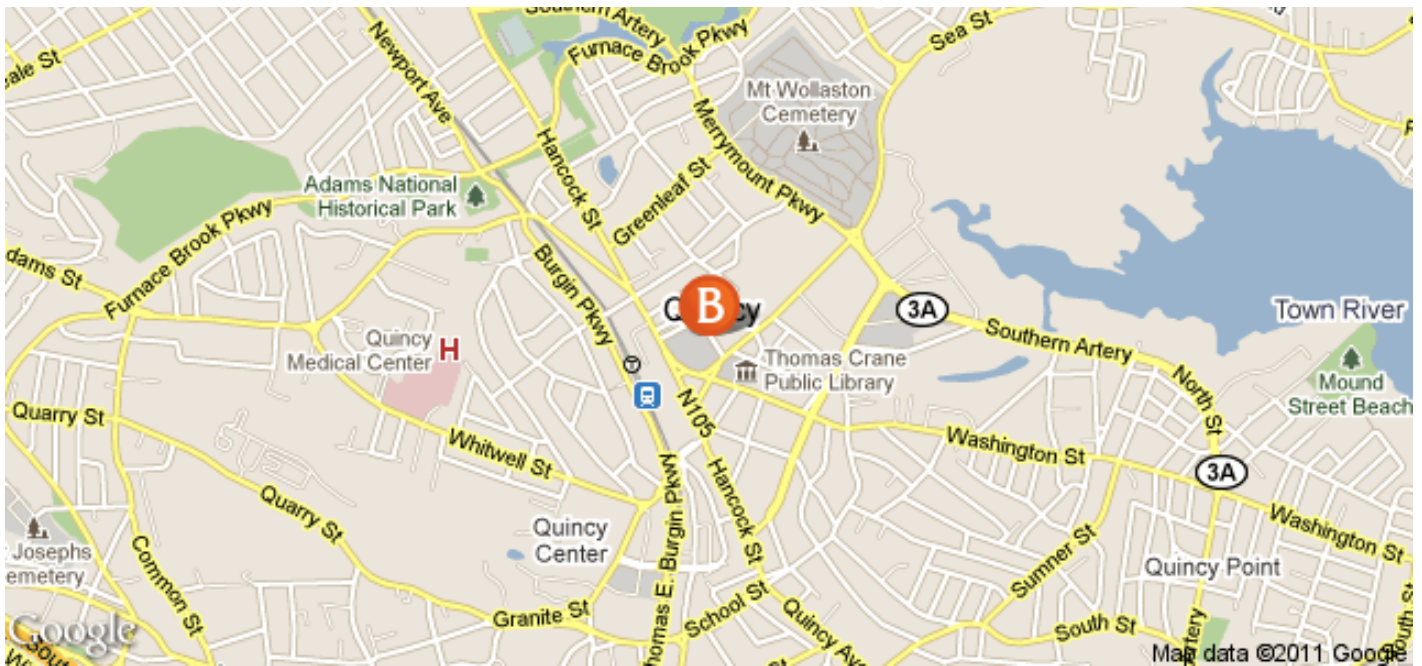 Southern Artery
Furnace Brook Pkwy
Newport Ave
Sea St
Mt Wollaston
Cemetery
Hancock St
Merrymount Pkwy
Greenleaf St
Adams National
Historical Park
Furnace Brook Pkwy
dams St
Burgin Pkwy
B
3A
Town River
Southern Artery
Quincy
Medical Center
H
Thomas Crane
Public Library
North St
Mound
Street Beach
Quarry St
N105
Whitwell St
Washington St
3A
Quarry St
Hancock St
Burgin Pkwy
Thomas E.
Washington St
Quincy
Center
Josephs
emetery
Common St
Sumner St
Quincy Point
Granite St
School St
Quincy Ave
South St
Google
Map data ©2011 Google